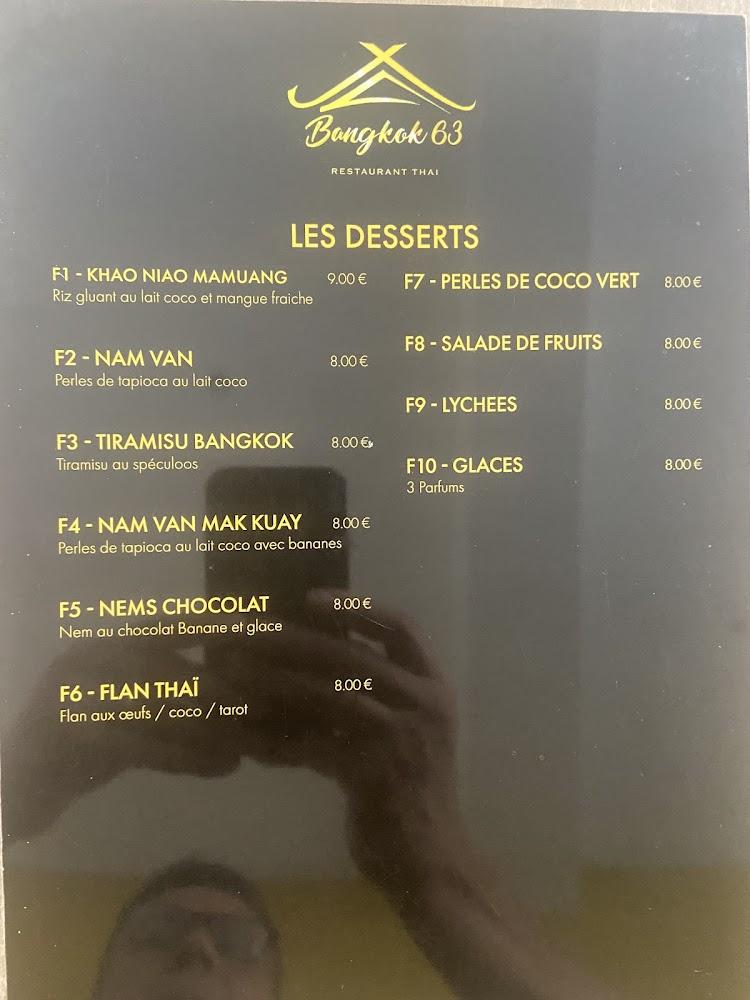 Bangkok 63
RESTAURANT THAI
LES DESSERTS
F1 - KHAO NIAO MAMUANG 9.00 €
Riz gluant au lait coco et mangue fraiche
F2 - NAM VAN 8.00 €
Perles de tapioca au lait coco
F3 - TIRAMISU BANGKOK 8.00 €
Tiramisu au spéculoos
F4 - NAM VAN MAK KUAY 8.00 €
Perles de tapioca au lait coco avec bananes
F5 - NEMS CHOCOLAT 8.00 €
Nem au chocolat Banane et glace
F6 - FLAN THAÏ 8.00 €
Flan aux œufs / coco / tarot
F7 - PERLES DE COCO VERT 8.00 €
F8 - SALADE DE FRUITS 8.00 €
F9 - LYCHEES 8.00 €
F10 - GLACES 8.00 €
3 Parfums